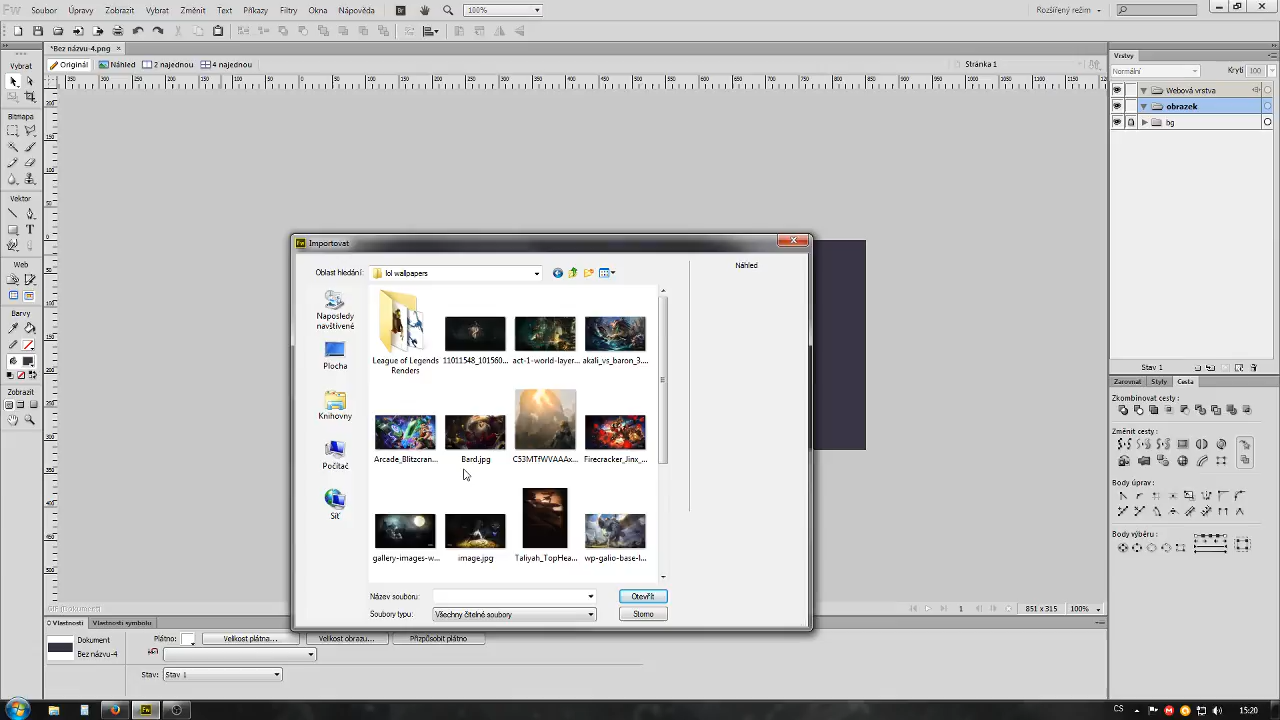 Fw Soubor Úpravy Zobrazit Vybrat Změnit Text Příkazy Filtry Okna Nápověda Br 100% Rozšířený režim
*Bez názvu-4.png
Originál Náhled 2 najednou 4 najednou Stránka 1
Vybrat
Bitmapa
Vektor
Web
Barvy
Zobrazit
Vrstvy
Normální Krytí 100
Webová vrstva
obrazek
bg
Stav 1
Zarovnat Styly Cesta
Zkombinovat cesty :
Změnit cesty :
Body úprav :
Body výběru :
Importovat
Oblast hledání: lol wallpapers
Náhled
Naposledy navštívené
Plocha
Knihovny
Počítač
Síť
League of Legends Renders
11011548_101560...
act-1-world-layer...
akali_vs_baron_3....
Arcade_Blitzcran...
Bard.jpg
C53MTfWVAAAx...
Firecracker_Jinx_...
gallery-images-w...
image.jpg
Taliyah_TopHea...
wp-galio-base-l...
Název souboru: Otevřít
Soubory typu: Všechny čitelné soubory Storno
GIF (Dokument) 1 851 x 315 100%
Vlastnosti Vlastnosti symbolu
Dokument Plátno: Velikost plátna... Velikost obrazu... Přizpůsobit plátno
Bez názvu-4
Stav: Stav 1
CS 15:20